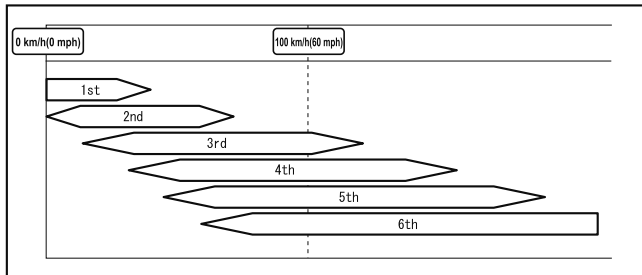 0 km/h(0 mph)
100 km/h(60 mph)
1st
2nd
3rd
4th
5th
6th